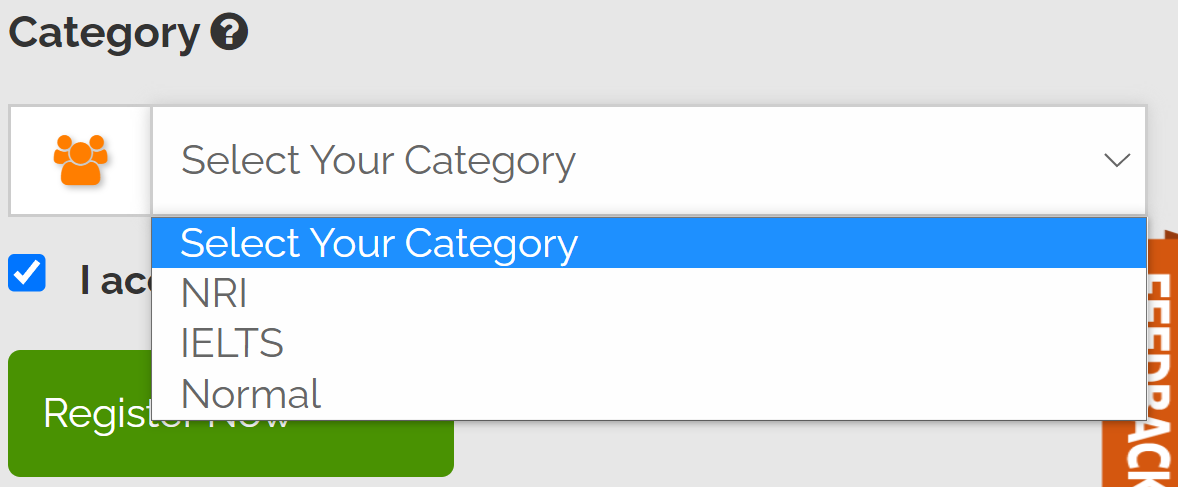 Category ?
Select Your Category
Select Your Category
NRI
IELTS
Normal
I acc
Register Now
FEEDBACK